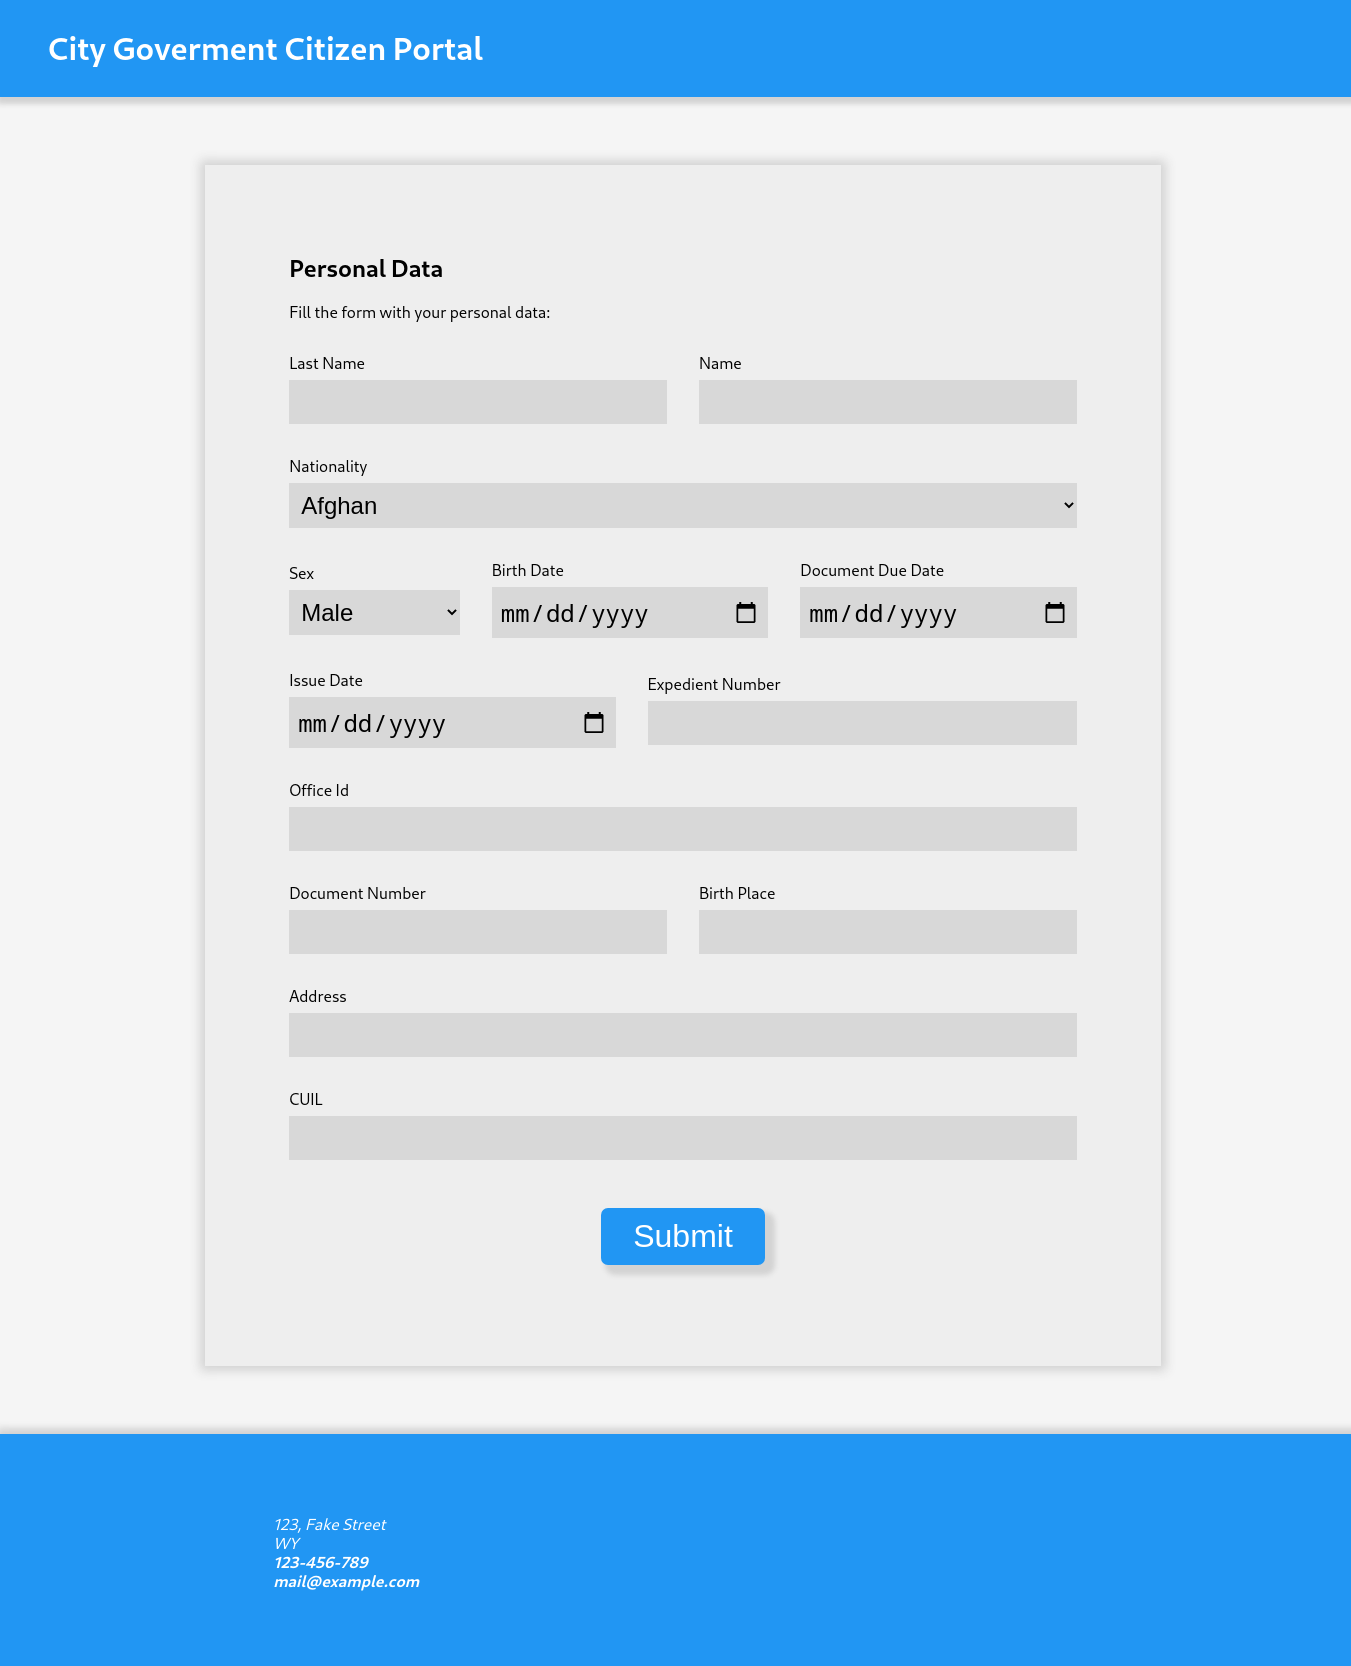 City Goverment Citizen Portal
Personal Data
Fill the form with your personal data:
Last Name Name
Nationality
Afghan
Sex Birth Date Document Due Date
Male mm/dd/yyyy mm/dd/yyyy
Issue Date Expedient Number
mm/dd/yyyy
Office Id
Document Number Birth Place
Address
CUIL
Submit
123, Fake Street
WY
123-456-789
mail@example.com